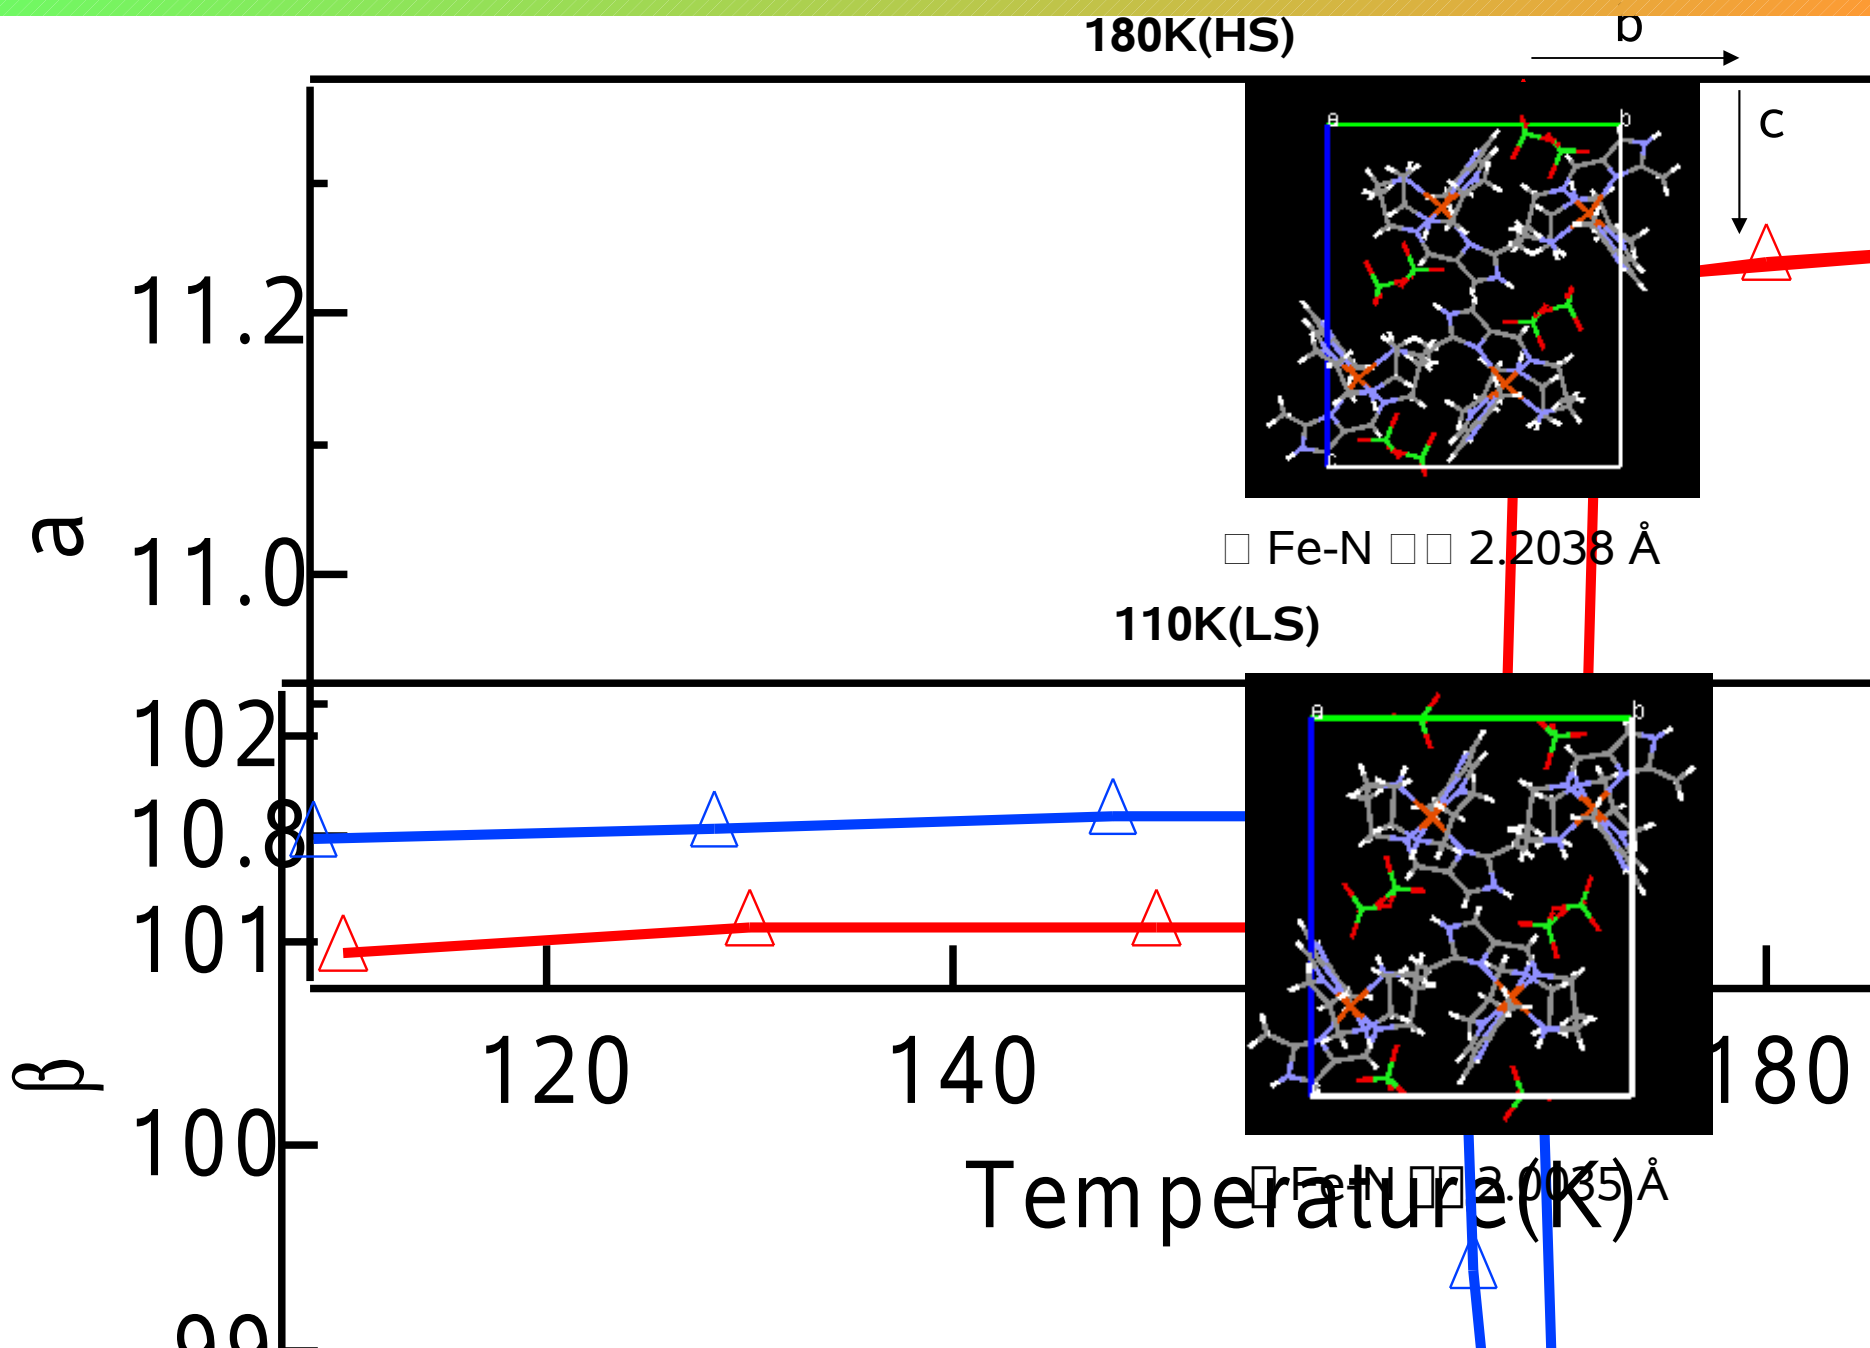 180K(HS)
b
c
a
b
c
11.2
a
11.0
□ Fe-N □□ 2.2038 Å
110K(LS)
102
10.8
101
a
b
β
120
140
180
100
Temperature(K)
□ Fe-N □□ 2.0035 Å
99